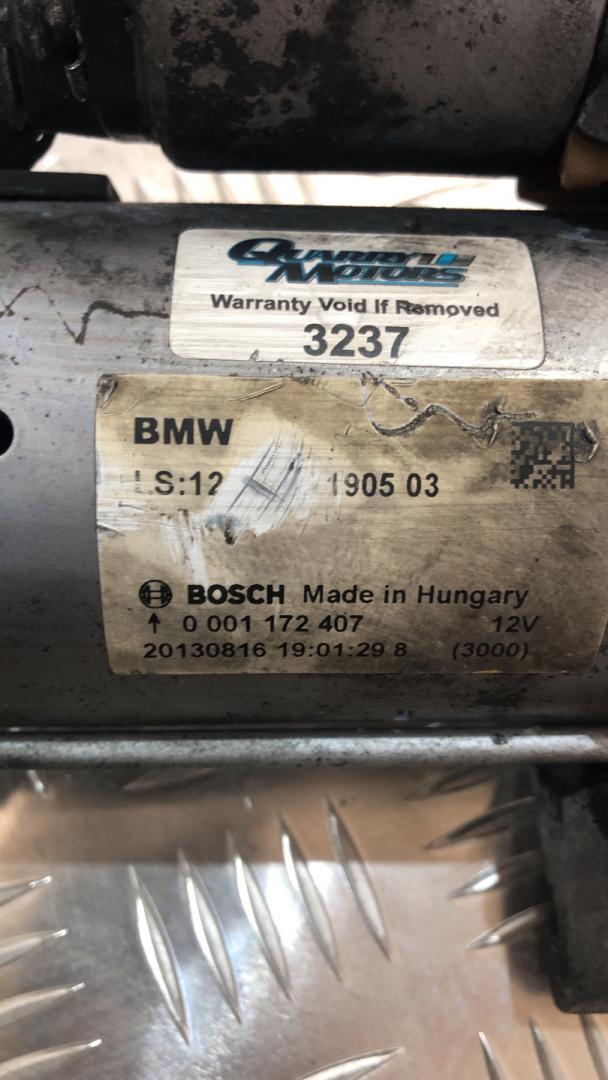 QUARRY
MOTORS
Warranty Void If Removed
3237
BMW
LS:12 1905 03
BOSCH Made in Hungary
↑ 0 001 172 407 12V
20130816 19:01:29 8 (3000)